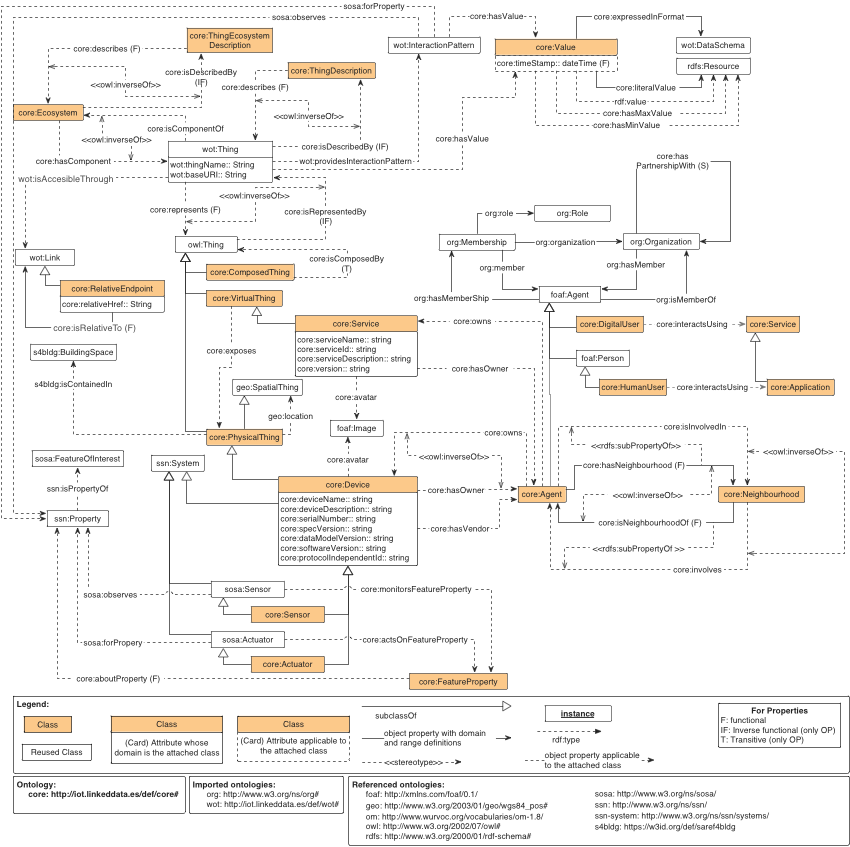 sosa:forProperty
sosa:observes
core:hasValue
core:expressedInFormat
core:ThingEcosystem
Description
wot:InteractionPattern
core:Value
core:timeStamp:: dateTime (F)
wot:DataSchema
rdfs:Resource
core:describes (F)
core:isDescribedBy
(IF)
<<owl:inverseOf>>
core:ThingDescription
core:describes (F)
core:literalValue
rdf:value
core:hasMaxValue
core:hasMinValue
core:Ecosystem
<<owl:inverseOf>>
core:isComponentOf
<<owl:inverseOf>>
core:hasValue
core:isDescribedBy (IF)
core:hasComponent
wot:Thing
wot:thingName:: String
wot:baseURI:: String
wot:providesInteractionPattern
core:has
PartnershipWith (S)
wot:isAccesibleThrough
<<owl:inverseOf>>
core:represents (F)
core:isRepresentedBy
(IF)
org:role
org:Role
org:Membership
org:organization
org:Organization
owl:Thing
core:isComposedBy
(T)
wot:Link
org:member
org:hasMember
core:ComposedThing
core:RelativeEndpoint
core:relativeHref:: String
core:VirtualThing
org:hasMemberShip
foaf:Agent
org:isMemberOf
core:isRelativeTo (F)
core:Service
core:serviceName:: string
core:serviceId:: string
core:serviceDescription:: string
core:version:: string
core:owns
core:DigitalUser
core:interactsUsing
core:Service
s4bldg:BuildingSpace
core:exposes
foaf:Person
core:hasOwner
s4bldg:isContainedIn
geo:SpatialThing
core:HumanUser
core:interactsUsing
core:Application
core:avatar
geo:location
foaf:Image
core:PhysicalThing
core:owns
core:isInvolvedIn
<<rdfs:subPropertyOf>>
<<owl:inverseOf>>
sosa:FeatureOfInterest
ssn:System
core:avatar
<<owl:inverseOf>>
core:hasNeighbourhood (F)
ssn:isPropertyOf
core:Device
core:deviceName:: string
core:deviceDescription:: string
core:serialNumber:: string
core:specVersion:: string
core:dataModelVersion:: string
core:softwareVersion:: string
core:protocolIndependentId:: string
core:hasOwner
core:Agent
<<owl:inverseOf>>
core:Neighbourhood
ssn:Property
core:hasVendor
core:isNeighbourhoodOf (F)
<<rdfs:subPropertyOf >>
core:involves
sosa:observes
sosa:Sensor
core:monitorsFeatureProperty
core:Sensor
sosa:forPropery
sosa:Actuator
core:actsOnFeatureProperty
core:Actuator
core:aboutProperty (F)
core:FeatureProperty
Legend:
Class
Reused Class
Class
(Card) Attribute whose
domain is the attached class
Class
(Card) Attribute applicable to
the attached class
subclassOf
object property with domain
and range definitions
<<stereotype>>
instance
rdf:type
object property applicable
to the attached class
For Properties
F: functional
IF: Inverse functional (only OP)
T: Transitive (only OP)
Ontology:
core: http://iot.linkeddata.es/def/core#
Imported ontologies:
org: http://www.w3.org/ns/org#
wot: http://iot.linkeddata.es/def/wot#
Referenced ontologies:
foaf: http://xmlns.com/foaf/0.1/
geo: http://www.w3.org/2003/01/geo/wgs84_pos#
om: http://www.wurvoc.org/vocabularies/om-1.8/
owl: http://www.w3.org/2002/07/owl#
rdfs: http://www.w3.org/2000/01/rdf-schema#
sosa: http://www.w3.org/ns/sosa/
ssn: http://www.w3.org/ns/ssn/
ssn-system: http://www.w3.org/ns/ssn/systems/
s4bldg: https://w3id.org/def/saref4bldg